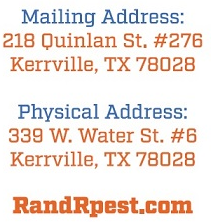 Mailing Address:
218 Quinlan St. #276
Kerrville, TX 78028
Physical Address:
339 W. Water St. #6
Kerrville, TX 78028
RandRpest.com